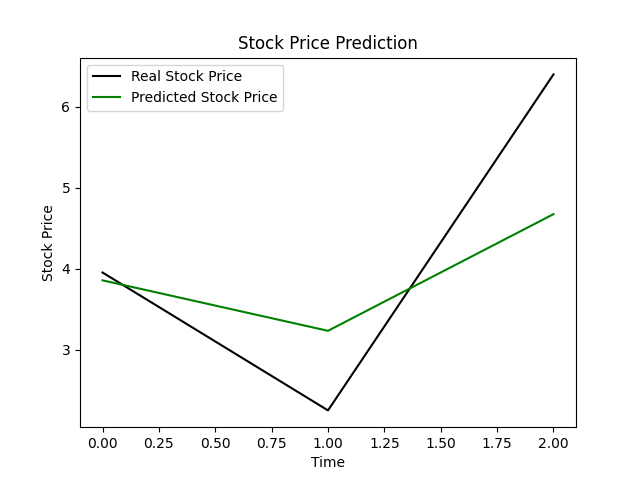 Stock Price Prediction
Real Stock Price
Predicted Stock Price
6
5
4
3
Stock Price
0.00 0.25 0.50 0.75 1.00 1.25 1.50 1.75 2.00
Time